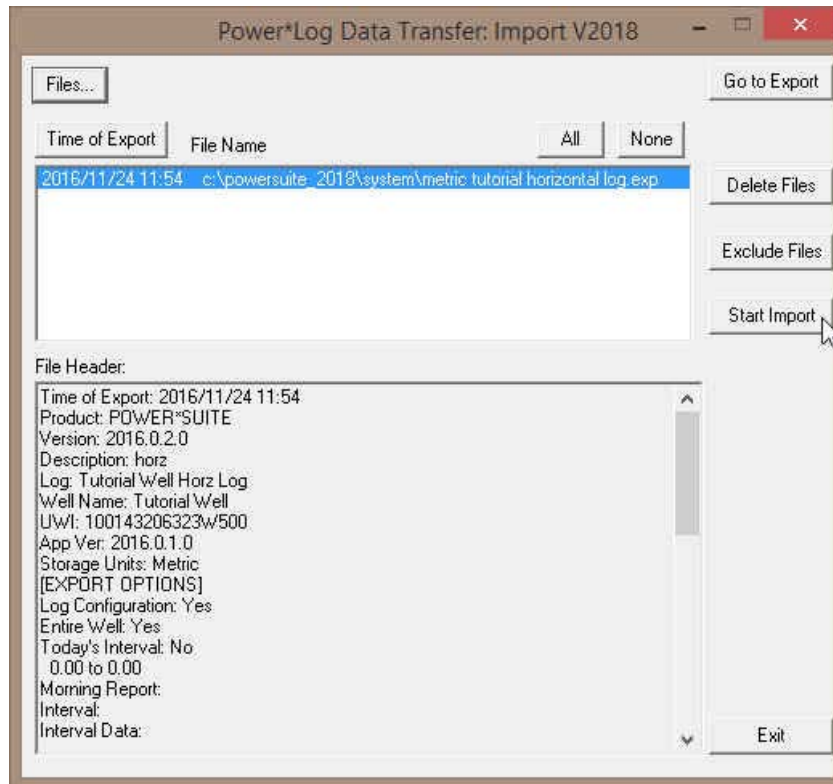 Power*Log Data Transfer: Import V2018
Files...
Go to Export
Time of Export
File Name
All
None
2016/11/24 11:54 c:\powersuite_2018\system\metric tutorial horizontal log.exp
Delete Files
Exclude Files
Start Import
File Header:
Time of Export: 2016/11/24 11:54
Product: POWER*SUITE
Version: 2016.0.2.0
Description: horz
Log: Tutorial Well Horz Log
Well Name: Tutorial Well
UWI: 100143206323W500
App Ver: 2016.0.1.0
Storage Units: Metric
[EXPORT OPTIONS]
Log Configuration: Yes
Entire Well: Yes
Today's Interval: No
0.00 to 0.00
Morning Report:
Interval:
Interval Data:
Exit